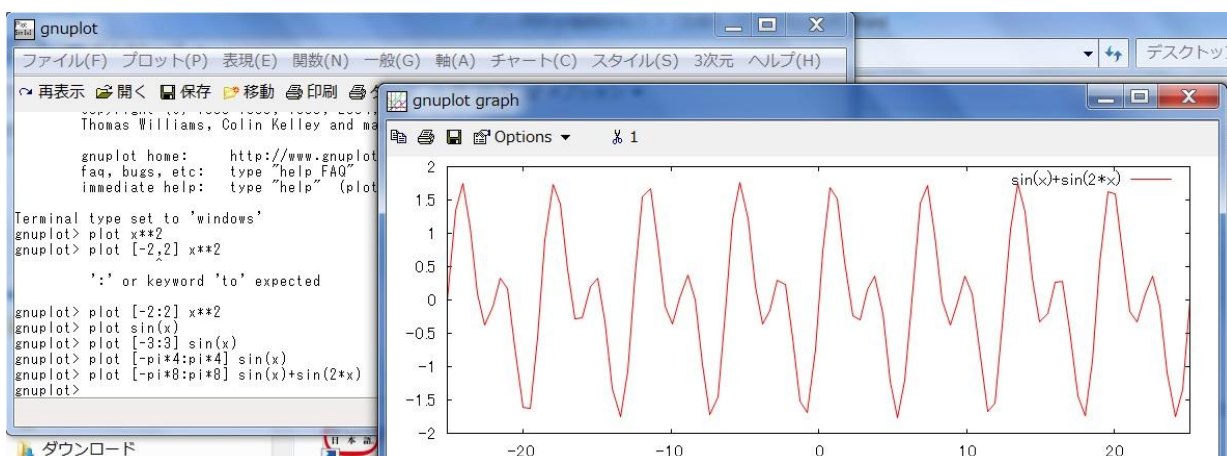 gnuplot
ファイル(F) プロット(P) 表現(E) 関数(N) 一般(G) 軸(A) チャート(C) スタイル(S) 3次元 ヘルプ(H)
再表示 開く 保存 移動 印刷
Thomas Williams, Colin Kelley and
gnuplot home: http://www.gnuplot
faq, bugs, etc: type "help FAQ"
immediate help: type "help" (plot
Terminal type set to 'windows'
gnuplot> plot x**2
gnuplot> plot [-2,2] x**2
^
':' or keyword 'to' expected
gnuplot> plot [-2:2] x**2
gnuplot> plot sin(x)
gnuplot> plot [-3:3] sin(x)
gnuplot> plot [-pi*4:pi*4] sin(x)
gnuplot> plot [-pi*8:pi*8] sin(x)+sin(2*x)
gnuplot>
デスクトッ
gnuplot graph
Options 1
sin(x)+sin(2*x)
2
1.5
1
0.5
0
-0.5
-1
-1.5
-2
-20 -10 0 10 20
ダウンロード
日本語